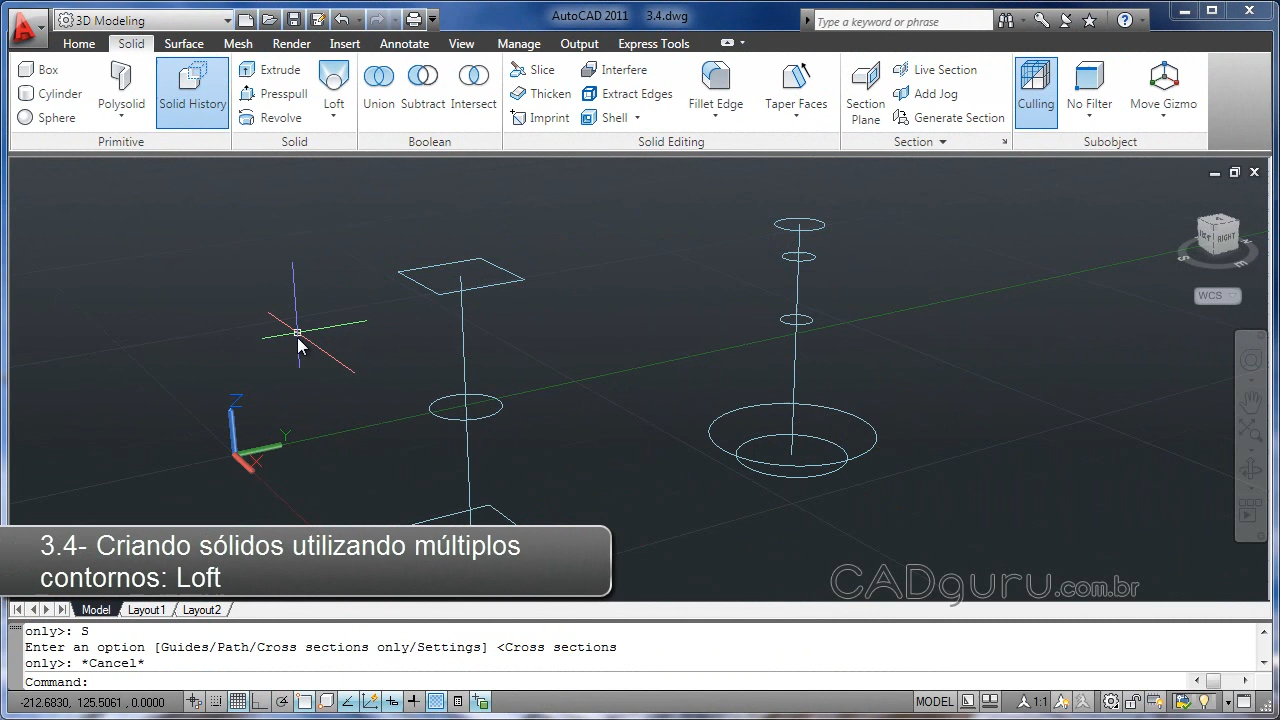 3D Modeling
AutoCAD 2011 3.4.dwg
Type a keyword or phrase
Home Solid Surface Mesh Render Insert Annotate View Manage Output Express Tools
Box
Cylinder
Sphere
Polysolid
Solid History
Primitive
Extrude
Presspull
Revolve
Loft
Solid
Union Subtract Intersect
Boolean
Slice
Thicken
Imprint
Interfere
Extract Edges
Shell
Fillet Edge
Taper Faces
Solid Editing
Section Plane
Live Section
Add Jog
Generate Section
Section
Culling
No Filter
Move Gizmo
Subobject
RIGHT
S
E
WCS
Z
Y
X
3.4- Criando sólidos utilizando múltiplos
contornos: Loft
CADguru.com.br
Model Layout1 Layout2
only>: S
Enter an option [Guides/Path/Cross sections only/Settings] <Cross sections
only>: *Cancel*
Command:
-212.6830, 125.5061, 0.0000
MODEL
1:1